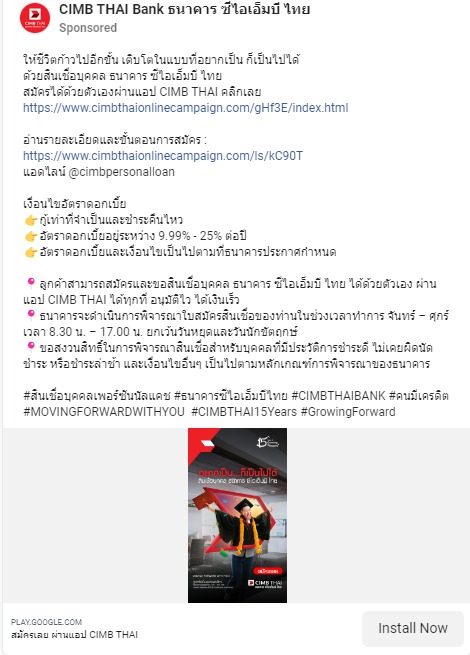 CIMB THAI Bank ธนาคาร ซีไอเอ็มบี ไทย
Sponsored
ให้ชีวิตก้าวไปอีกขั้น เติบโตในแบบที่อยากเป็น ก็เป็นไปได้
ด้วยสินเชื่อบุคคล ธนาคาร ซีไอเอ็มบี ไทย
สมัครได้ด้วยตัวเองผ่านแอป CIMB THAI คลิกเลย
https://www.cimbthaionlinecampaign.com/gHf3E/index.html
อ่านรายละเอียดและขั้นตอนการสมัคร :
https://www.cimbthaionlinecampaign.com/ls/kC90T
แอดไลน์ @cimbpersonalloan
เงื่อนไขอัตราดอกเบี้ย
👉กู้เท่าที่จำเป็นและชำระคืนไหว
👉อัตราดอกเบี้ยอยู่ระหว่าง 9.99% - 25% ต่อปี
👉อัตราดอกเบี้ยและเงื่อนไขเป็นไปตามที่ธนาคารประกาศกำหนด
📍ลูกค้าสามารถสมัครและขอสินเชื่อบุคคล ธนาคาร ซีไอเอ็มบี ไทย ได้ด้วยตัวเอง ผ่าน
แอป CIMB THAI ได้ทุกที่ อนุมัติไว ได้เงินเร็ว
📍ธนาคารจะดำเนินการพิจารณาใบสมัครสินเชื่อของท่านในช่วงเวลาทำการ จันทร์ – ศุกร์
เวลา 8.30 น. – 17.00 น. ยกเว้นวันหยุดและวันนักขัตฤกษ์
📍ขอสงวนสิทธิ์ในการพิจารณาสินเชื่อสำหรับบุคคลที่มีประวัติการชำระดี ไม่เคยผิดนัด
ชำระ หรือชำระล่าช้า และเงื่อนไขอื่นๆ เป็นไปตามหลักเกณฑ์การพิจารณาของธนาคาร
#สินเชื่อบุคคลเพอร์ซันนัลแคช #ธนาคารซีไอเอ็มบีไทย #CIMBTHAIBANK #คนมีเครดิต
#MOVINGFORWARDWITHYOU #CIMBTHAI15Years #GrowingForward
อยากเป็น...ก็เป็นไปได้
สินเชื่อบุคคล ธนาคาร ซีไอเอ็มบี ไทย
สมัครเลย
CIMB THAI
PLAY.GOOGLE.COM
สมัครเลย ผ่านแอป CIMB THAI
Install Now